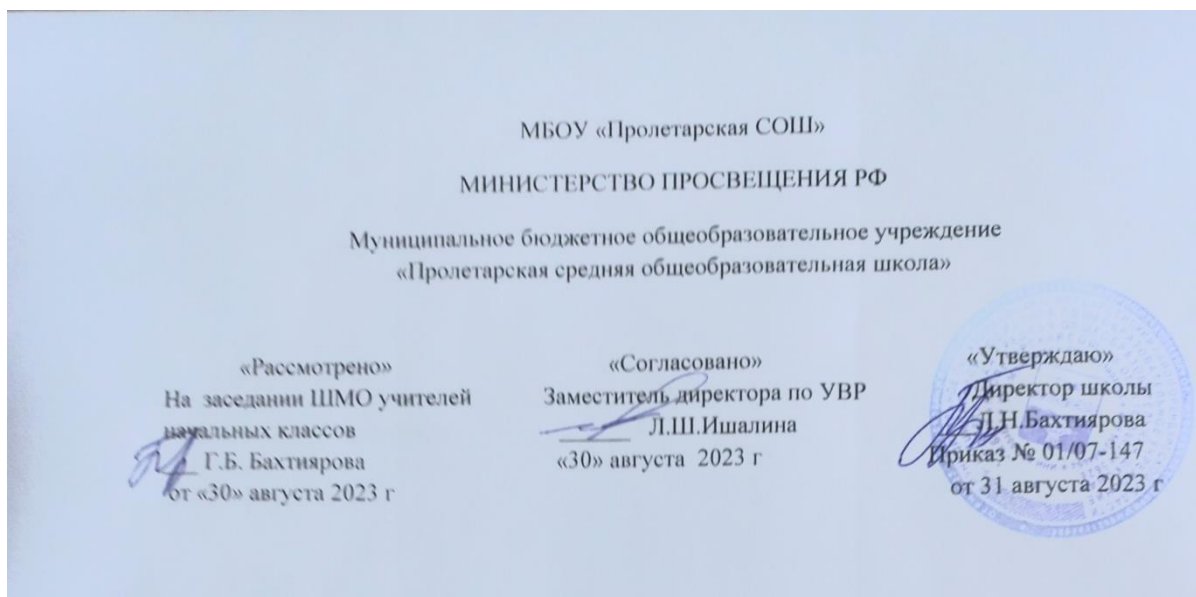 МБОУ «Пролетарская СОШ»
МИНИСТЕРСТВО ПРОСВЕЩЕНИЯ РФ
Муниципальное бюджетное общеобразовательное учреждение
«Пролетарская средняя общеобразовательная школа»
«Рассмотрено»
На заседании ШМО учителей
начальных классов
Г.Б. Бахтиярова
от «30» августа 2023 г
«Согласовано»
Заместитель директора по УВР
Л.Ш.Ишалина
«30» августа 2023 г
«Утверждаю»
Директор школы
Л.Н.Бахтиярова
Приказ № 01/07-147
от 31 августа 2023 г